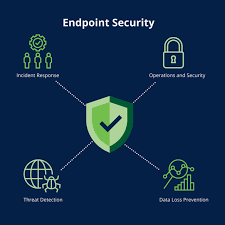 Endpoint Security
Incident Response
Operations and Security
Threat Detection
Data Loss Prevention